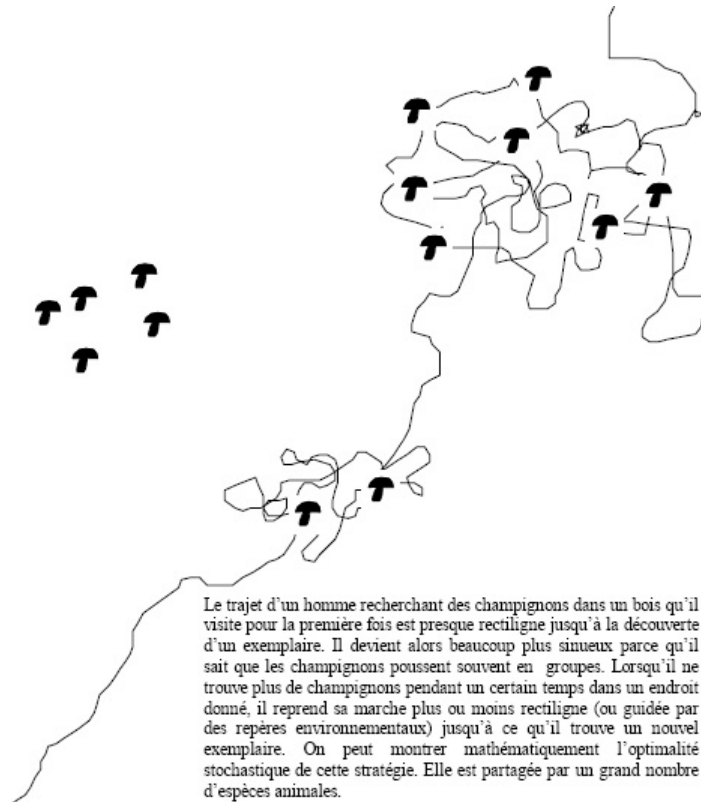 Le trajet d'un homme recherchant des champignons dans un bois qu'il
visite pour la première fois est presque rectiligne jusqu'à la découverte
d'un exemplaire. Il devient alors beaucoup plus sinueux parce qu'il
sait que les champignons poussent souvent en groupes. Lorsqu'il ne
trouve plus de champignons pendant un certain temps dans un endroit
donné, il reprend sa marche plus ou moins rectiligne (ou guidée par
des repères environnementaux) jusqu'à ce qu'il trouve un nouvel
exemplaire. On peut montrer mathématiquement l'optimalité
stochastique de cette stratégie. Elle est partagée par un grand nombre
d'espèces animales.